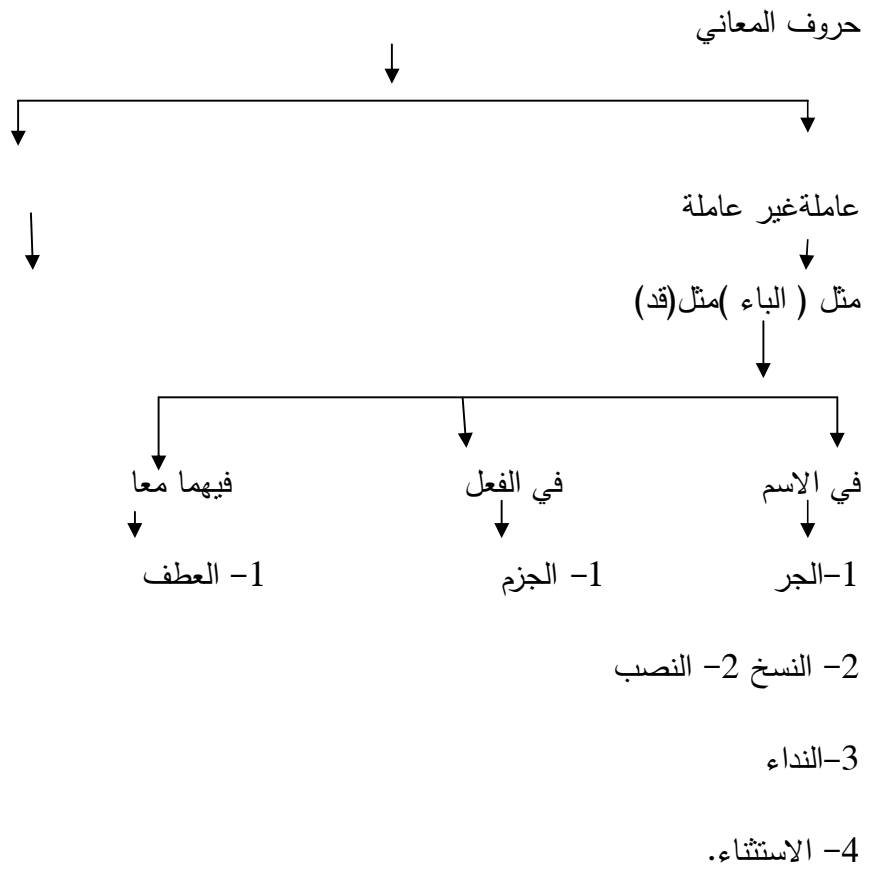 حروف المعاني
عاملةغير عاملة
مثل ( الباء )مثل(قد)
في الاسم في الفعل فيهما معا
1-الجر 1- الجزم 1- العطف
2- النسخ 2- النصب
3-النداء
4- الاستثناء.